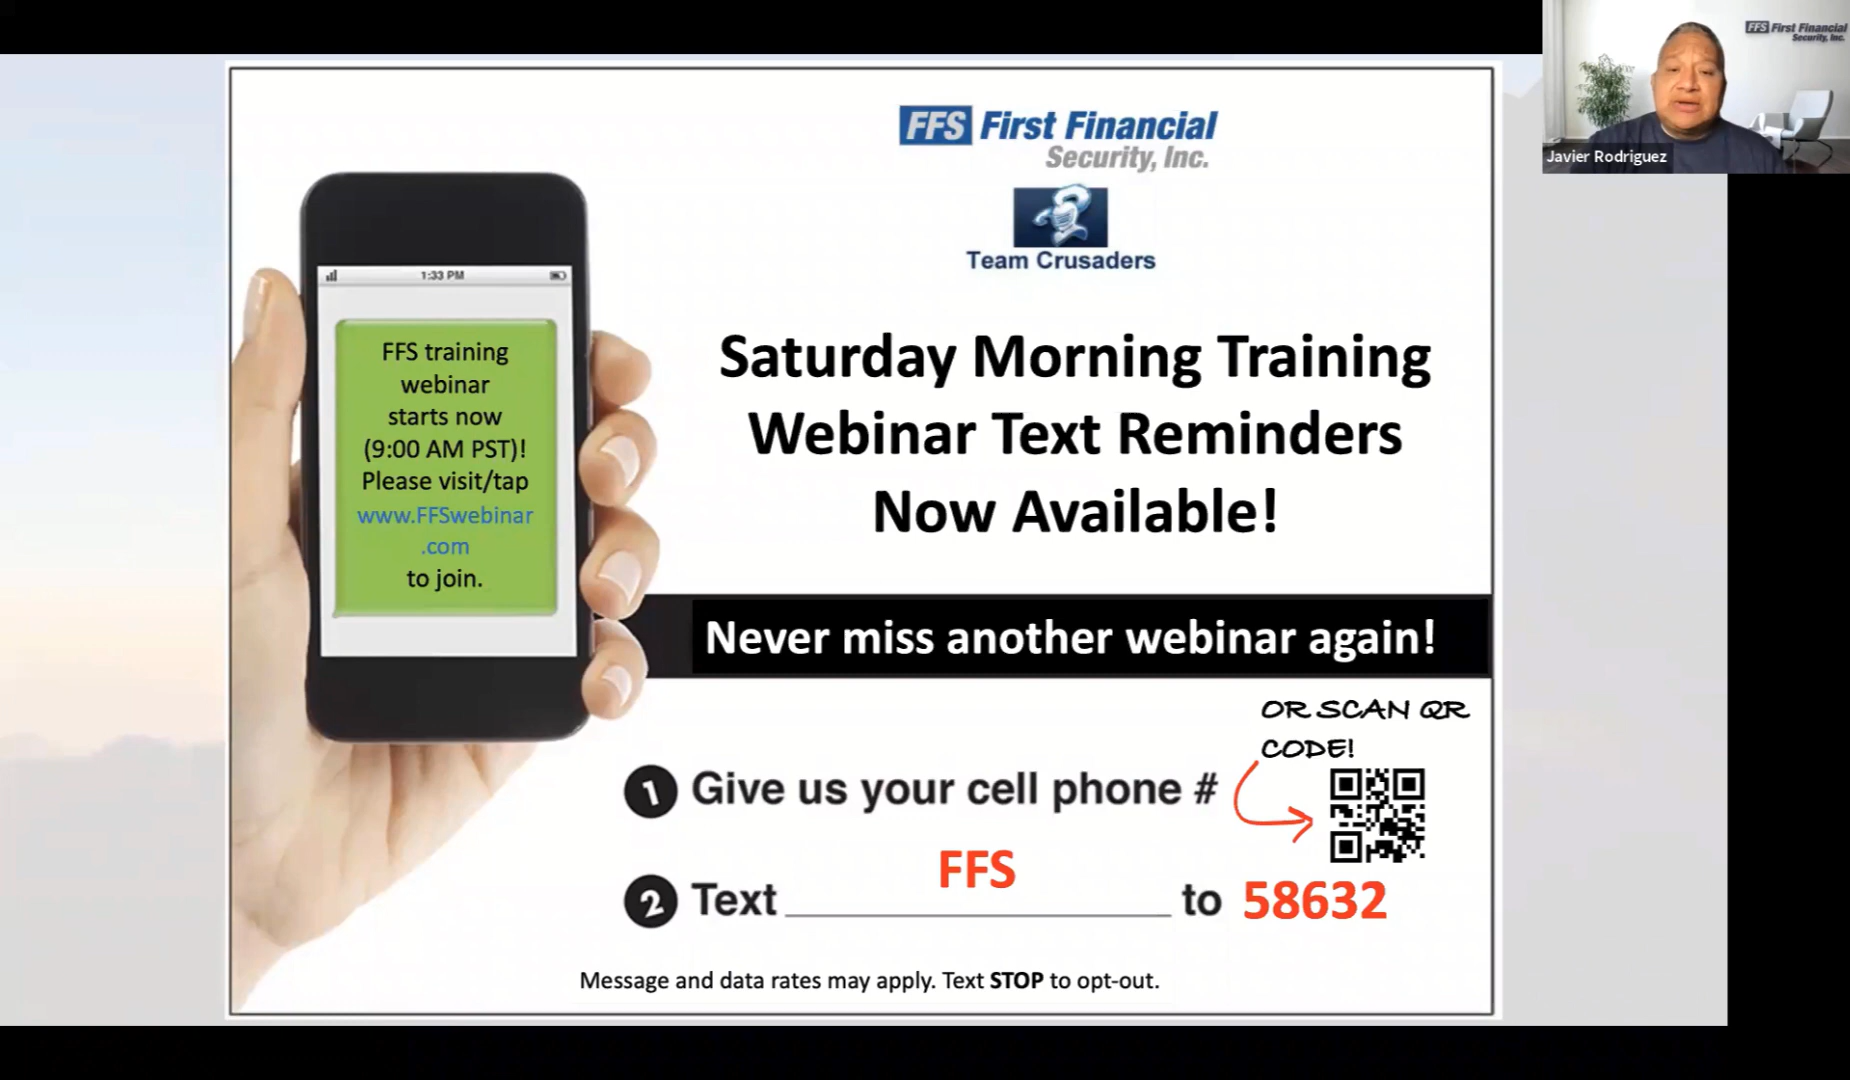 FFS First Financial
Security, Inc.
Javier Rodriguez
FFS First Financial
Security, Inc.
Team Crusaders
1:33 PM
FFS training
webinar
starts now
(9:00 AM PST)!
Please visit/tap
www.FFSwebinar
.com
to join.
Saturday Morning Training
Webinar Text Reminders
Now Available!
Never miss another webinar again!
OR SCAN QR
CODE!
1 Give us your cell phone #
2 Text FFS to 58632
Message and data rates may apply. Text STOP to opt-out.